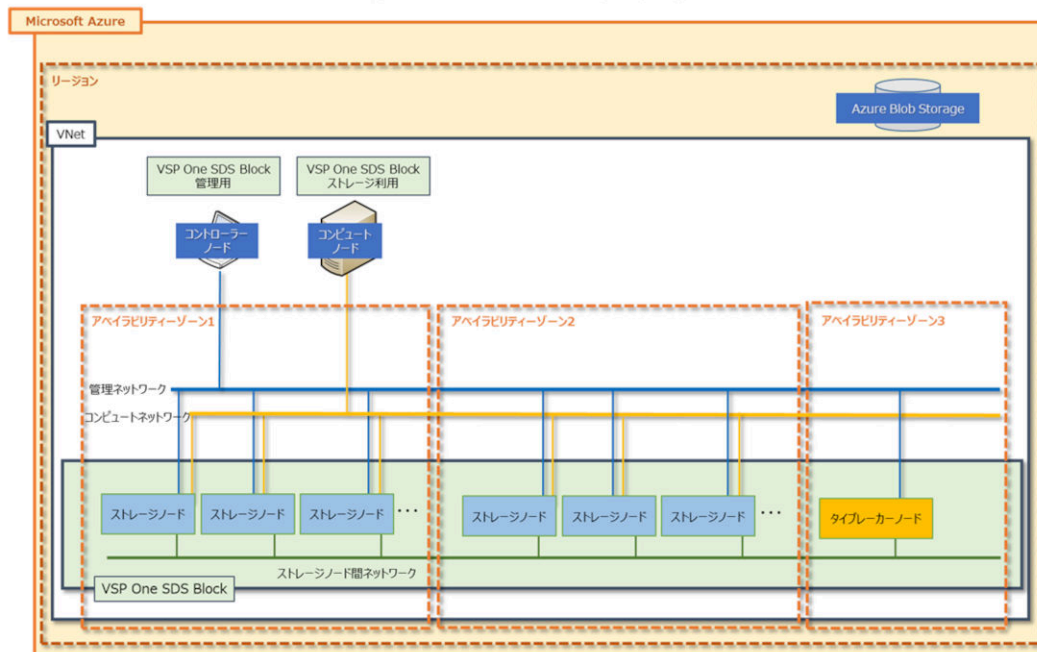 Microsoft Azure
リージョン
Azure Blob Storage
VNet
VSP One SDS Block
管理用
VSP One SDS Block
ストレージ利用
コントローラー
ノード
コンピュート
ノード
アベイラビリティーゾーン1
アベイラビリティーゾーン2
アベイラビリティーゾーン3
管理ネットワーク
コンピュートネットワーク
ストレージノード
ストレージノード
ストレージノード
・・・
ストレージノード
ストレージノード
ストレージノード
・・・
タイブレーカーノード
ストレージノード間ネットワーク
VSP One SDS Block